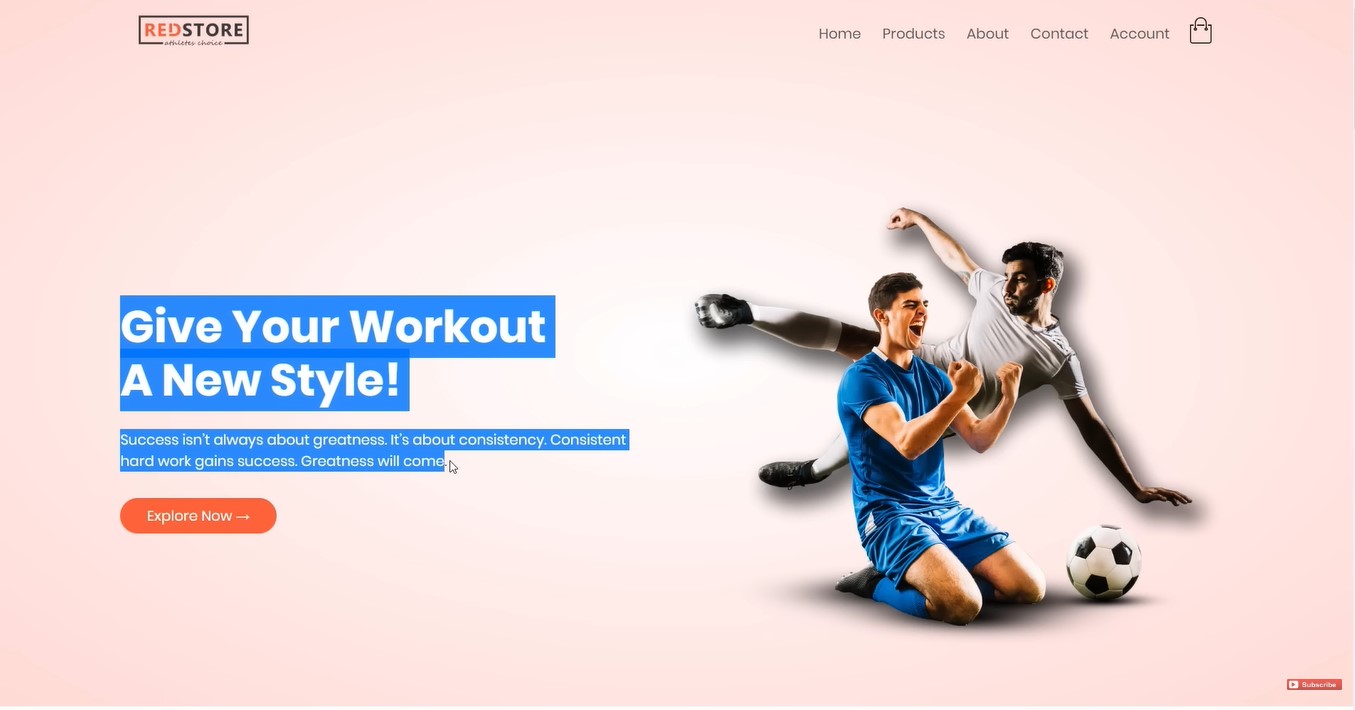 REDSTORE
athletes choice
Home Products About Contact Account
Give Your Workout
A New Style!
Success isn't always about greatness. It's about consistency. Consistent
hard work gains success. Greatness will come.
Explore Now →
Subscribe